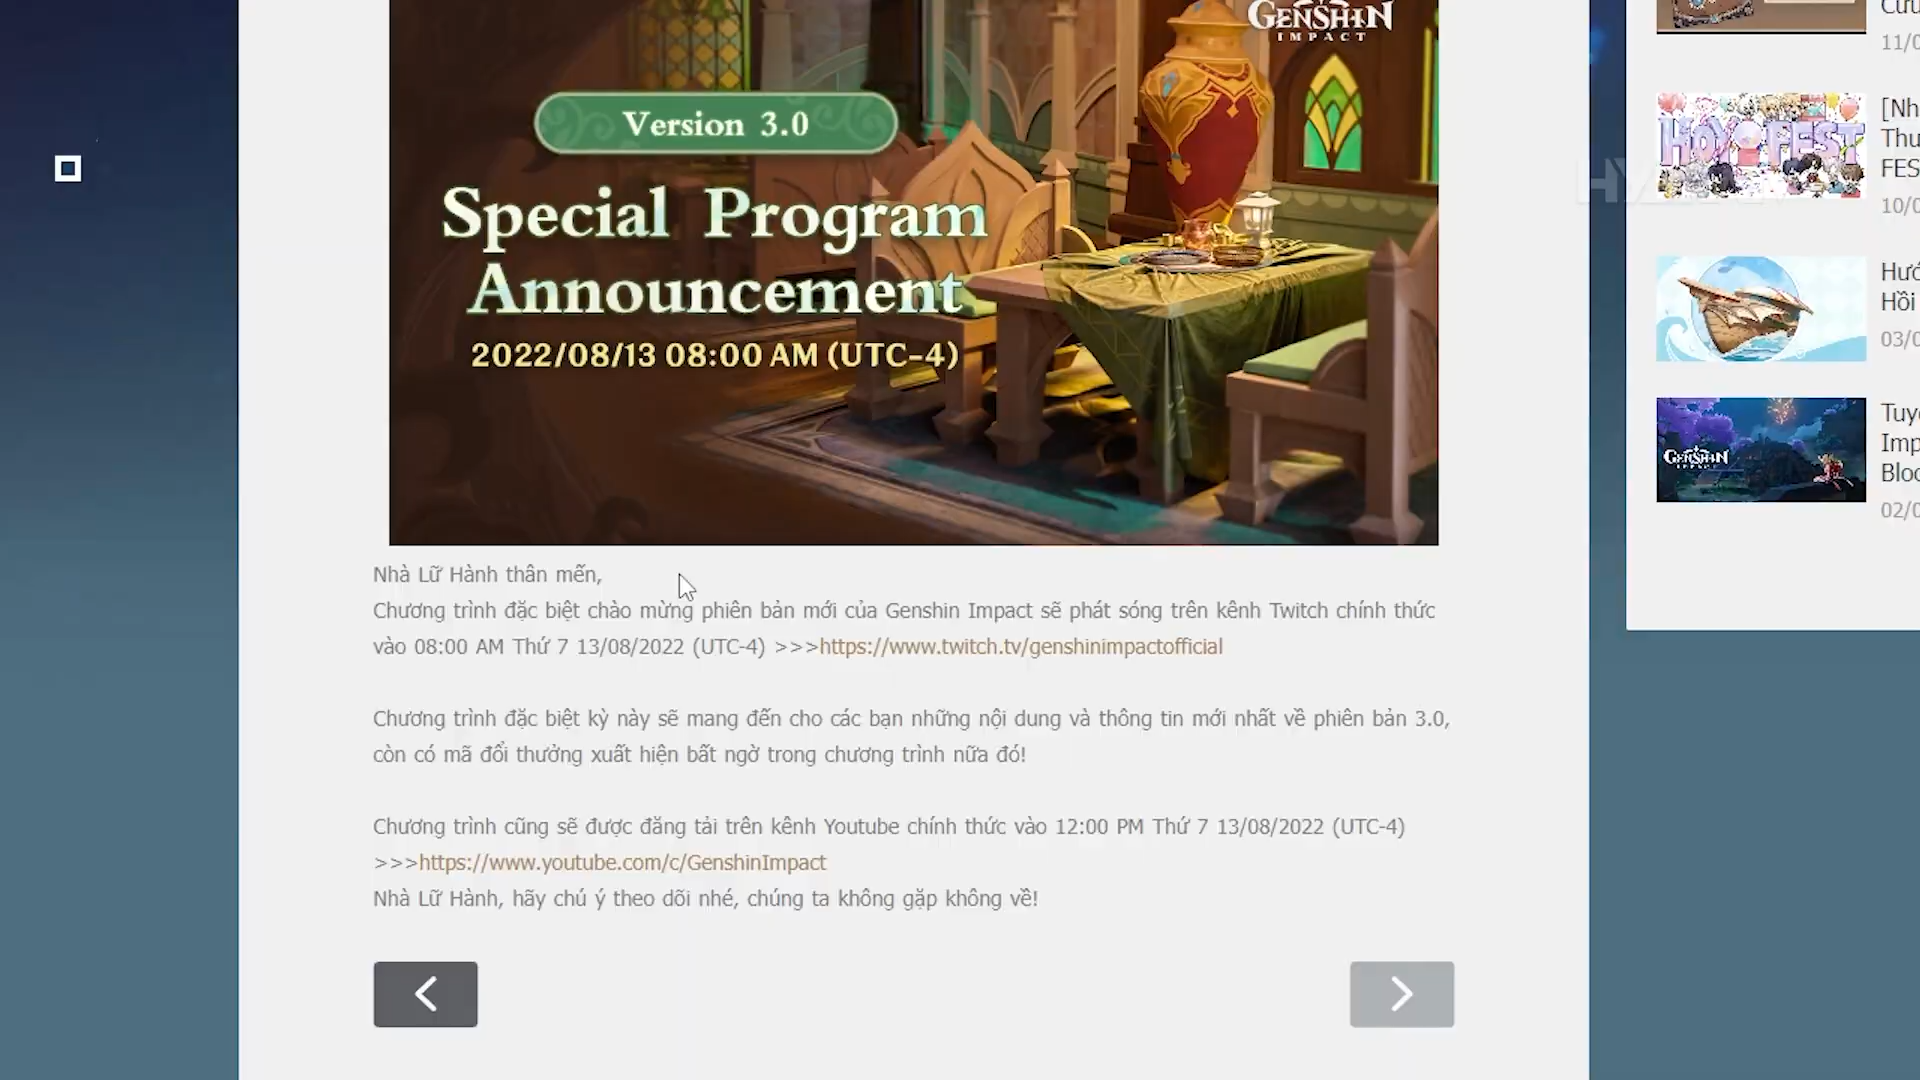 GENSHIN
IMPACT
Version 3.0
Special Program
Announcement
2022/08/13 08:00 AM (UTC-4)
Nhà Lữ Hành thân mến,
Chương trình đặc biệt chào mừng phiên bản mới của Genshin Impact sẽ phát sóng trên kênh Twitch chính thức
vào 08:00 AM Thứ 7 13/08/2022 (UTC-4) >>>https://www.twitch.tv/genshinimpactofficial
Chương trình đặc biệt kỳ này sẽ mang đến cho các bạn những nội dung và thông tin mới nhất về phiên bản 3.0,
còn có mã đổi thưởng xuất hiện bất ngờ trong chương trình nữa đó!
Chương trình cũng sẽ được đăng tải trên kênh Youtube chính thức vào 12:00 PM Thứ 7 13/08/2022 (UTC-4)
>>>https://www.youtube.com/c/GenshinImpact
Nhà Lữ Hành, hãy chú ý theo dõi nhé, chúng ta không gặp không về!
11/0
HOYO FEST
[Nh
Thu
FES
10/0
Hướ
Hồi
03/0
GENSHIN
IMPACT
Tuy
Imp
Bloc
02/0